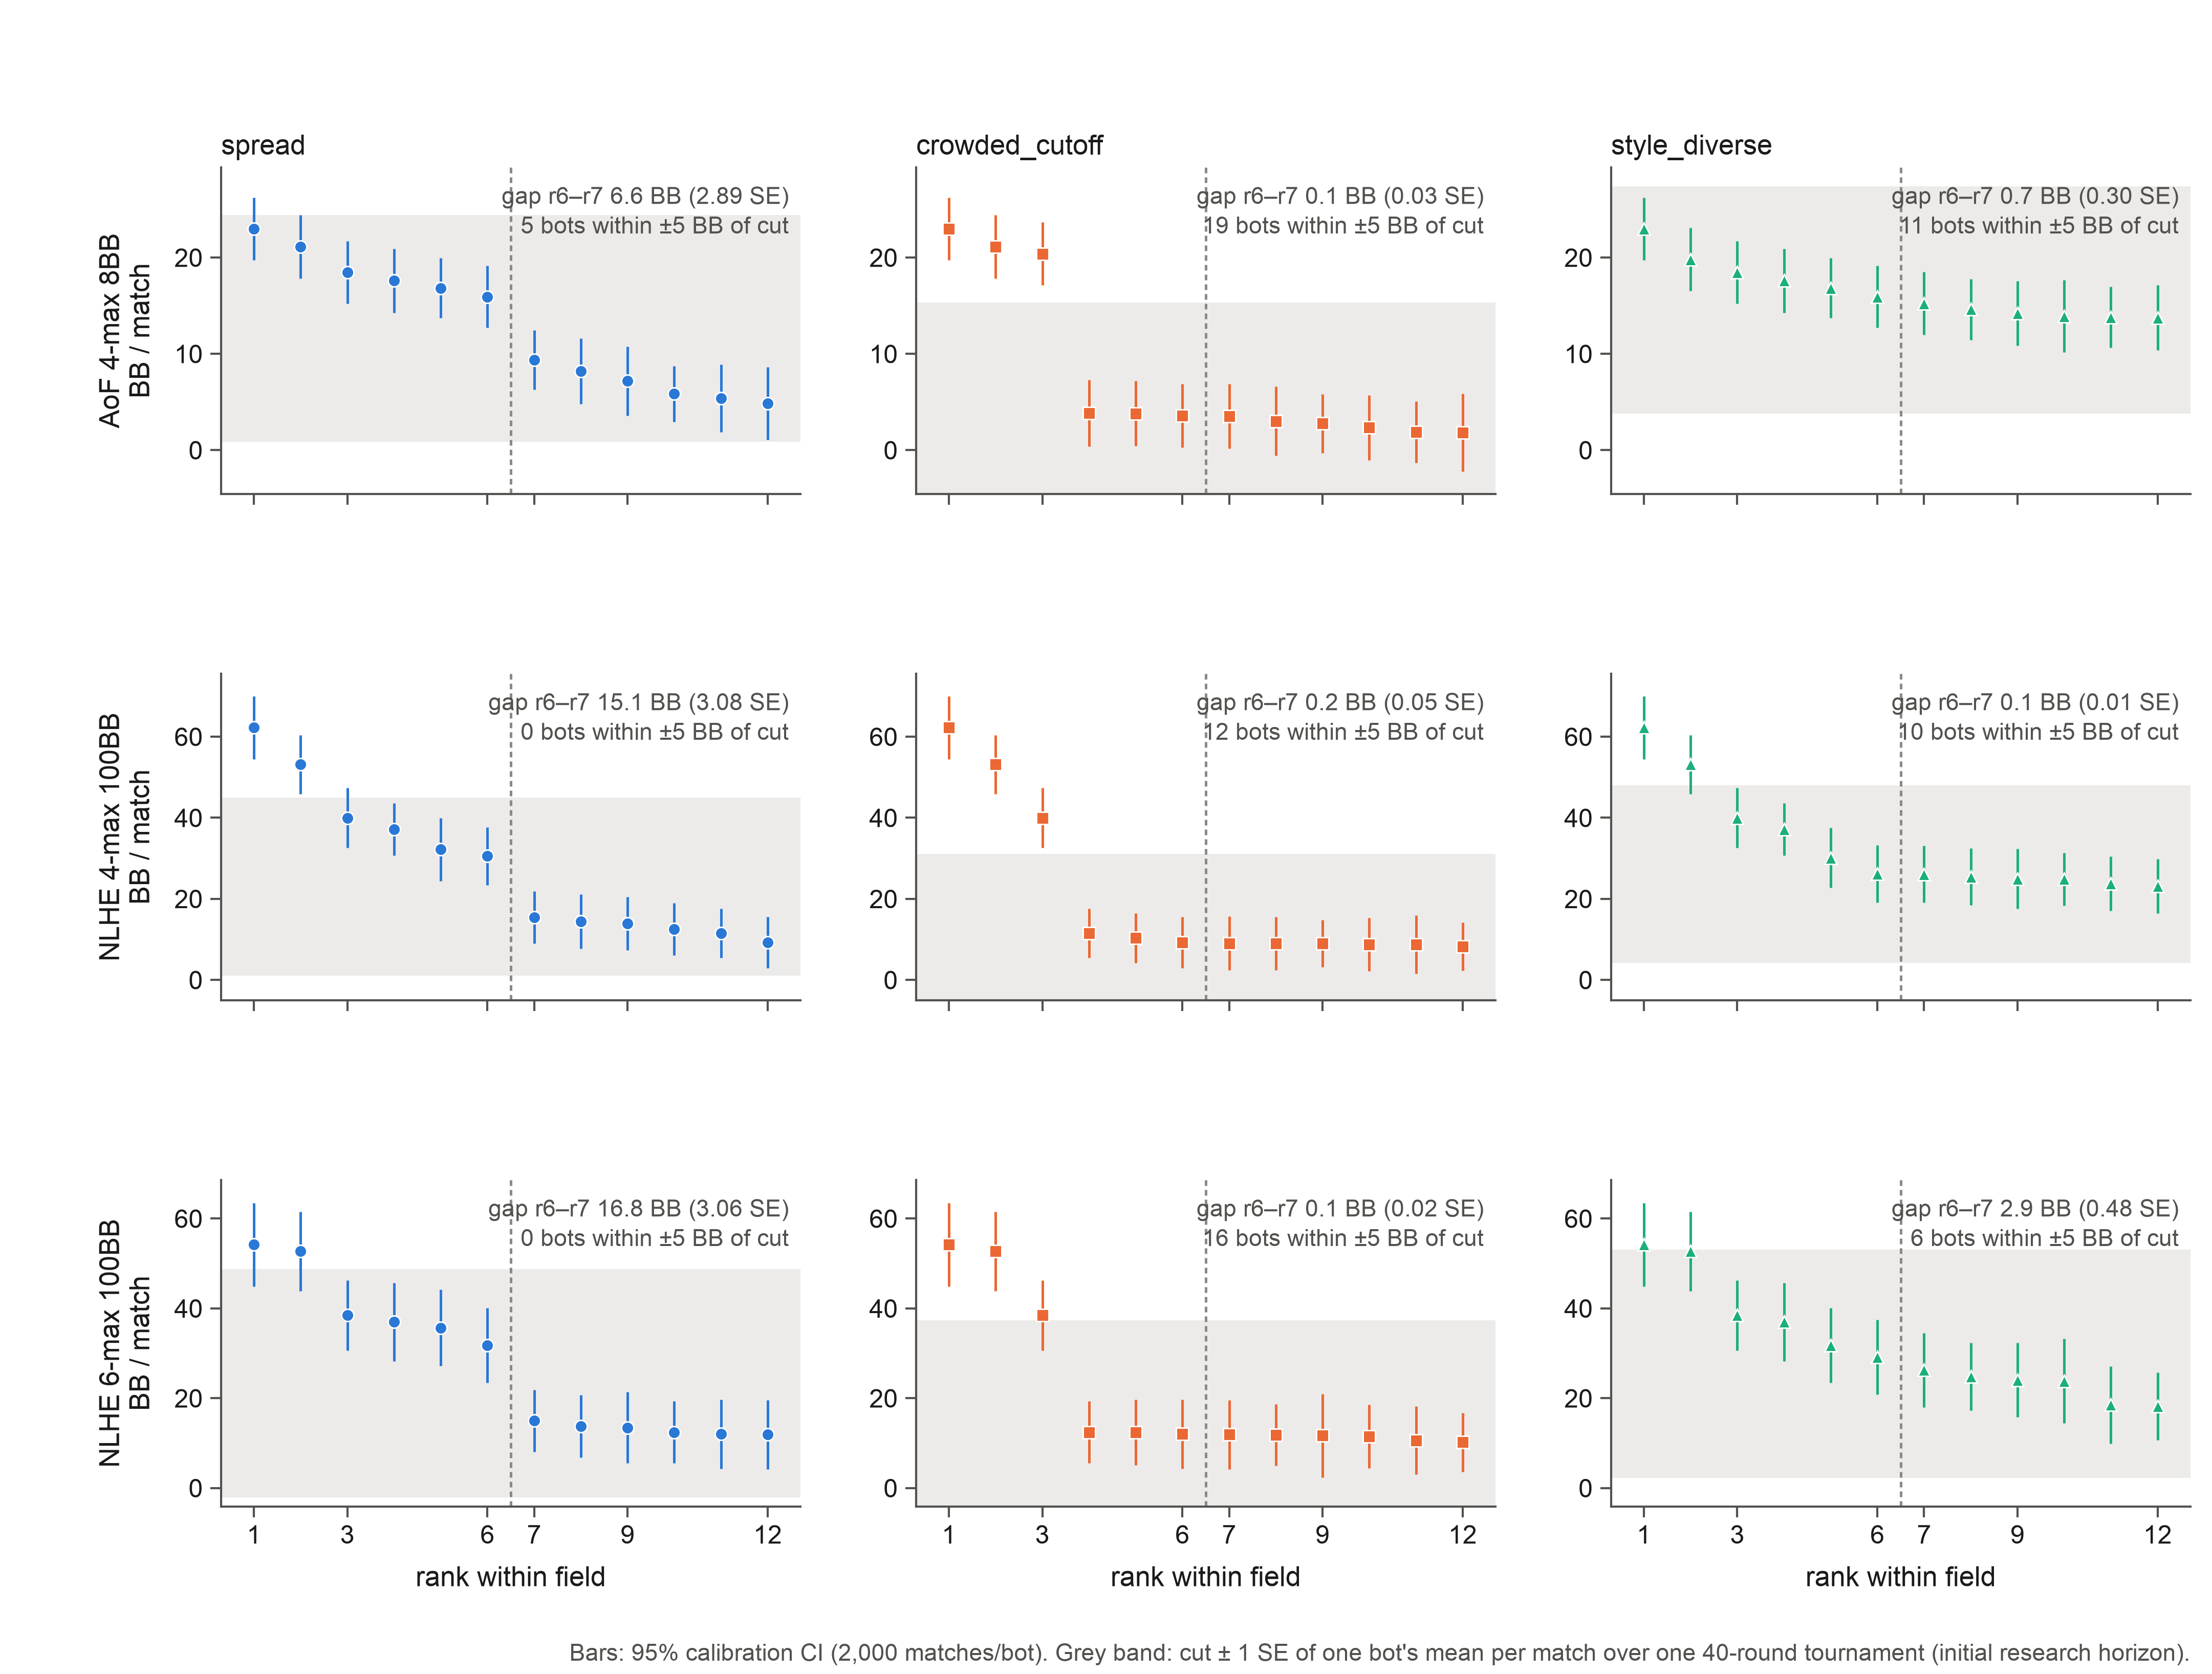 spread
crowded_cutoff
style_diverse
AoF 4-max 8BB
BB / match
20
10
0
gap r6–r7 6.6 BB (2.89 SE)
5 bots within ±5 BB of cut
20
10
0
gap r6–r7 0.1 BB (0.03 SE)
19 bots within ±5 BB of cut
20
10
0
gap r6–r7 0.7 BB (0.30 SE)
11 bots within ±5 BB of cut
NLHE 4-max 100BB
BB / match
60
40
20
0
gap r6–r7 15.1 BB (3.08 SE)
0 bots within ±5 BB of cut
60
40
20
0
gap r6–r7 0.2 BB (0.05 SE)
12 bots within ±5 BB of cut
60
40
20
0
gap r6–r7 0.1 BB (0.01 SE)
10 bots within ±5 BB of cut
NLHE 6-max 100BB
BB / match
60
40
20
0
gap r6–r7 16.8 BB (3.06 SE)
0 bots within ±5 BB of cut
1 3 6 7 9 12
rank within field
60
40
20
0
gap r6–r7 0.1 BB (0.02 SE)
16 bots within ±5 BB of cut
1 3 6 7 9 12
rank within field
60
40
20
0
gap r6–r7 2.9 BB (0.48 SE)
6 bots within ±5 BB of cut
1 3 6 7 9 12
rank within field
Bars: 95% calibration CI (2,000 matches/bot). Grey band: cut ± 1 SE of one bot's mean per match over one 40-round tournament (initial research horizon).